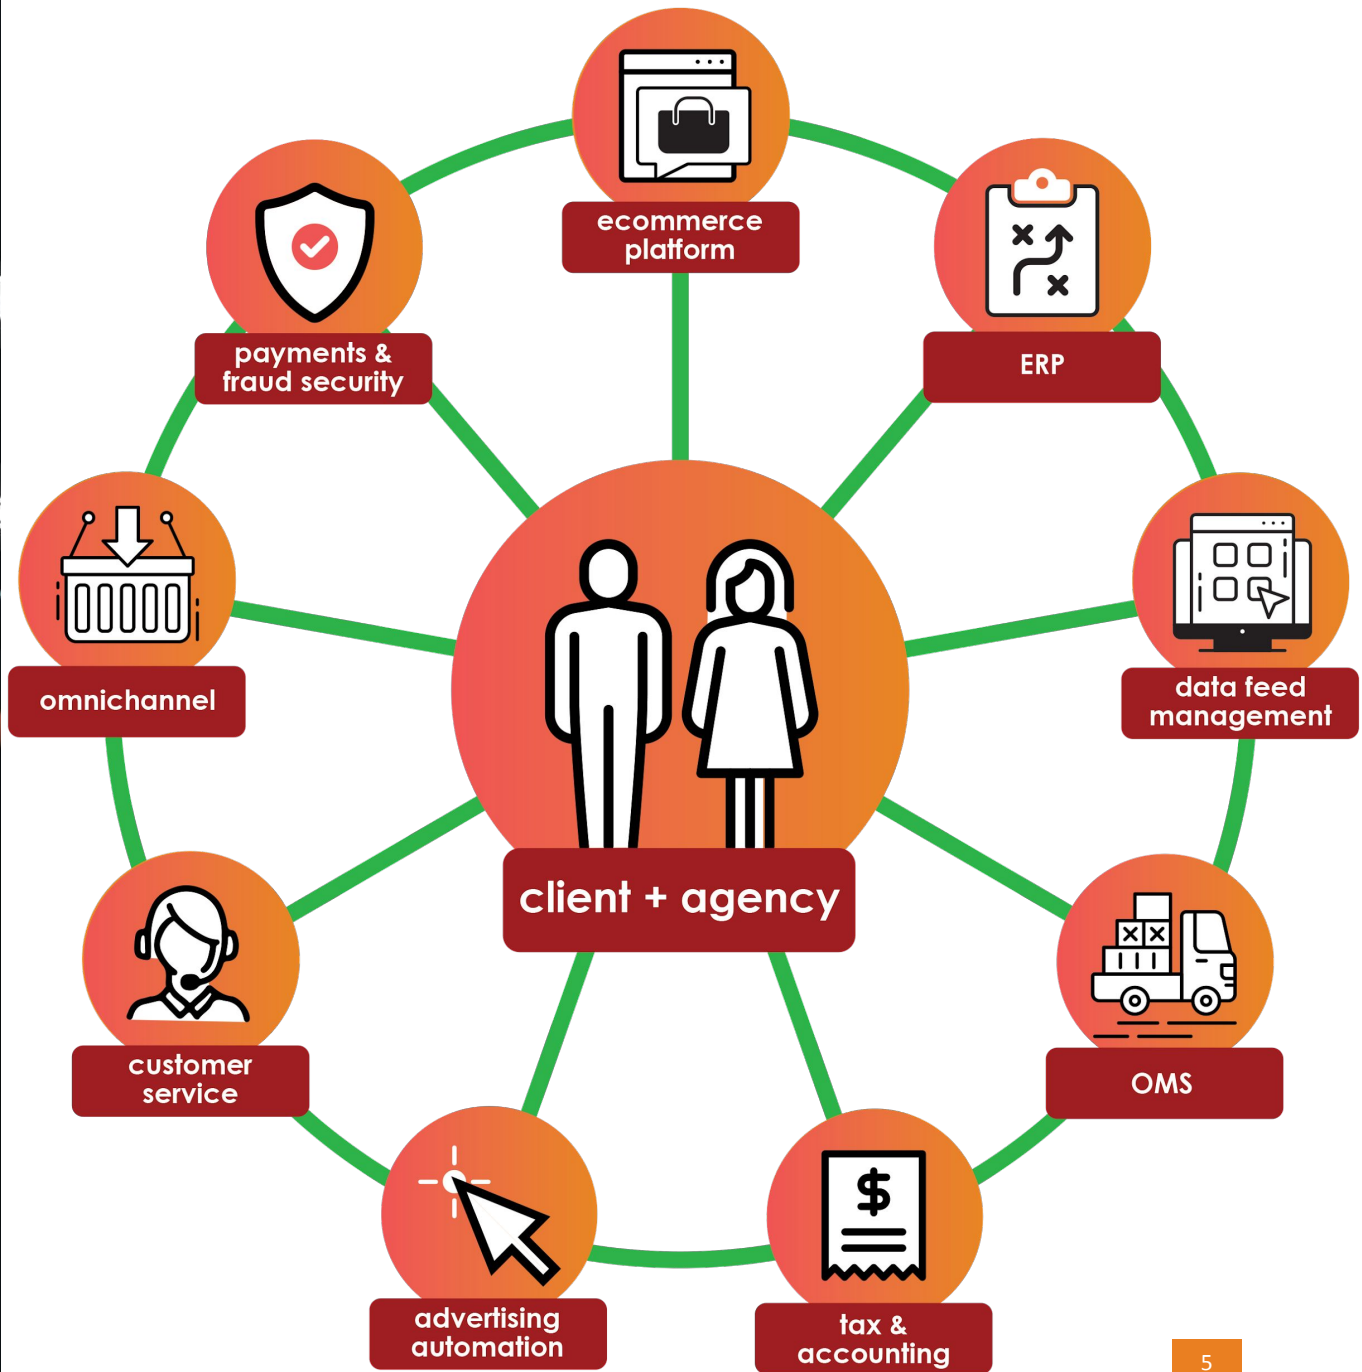 ecommerce
platform
payments &
fraud security
ERP
omnichannel
data feed
management
client + agency
customer
service
OMS
advertising
automation
tax &
accounting
$
5